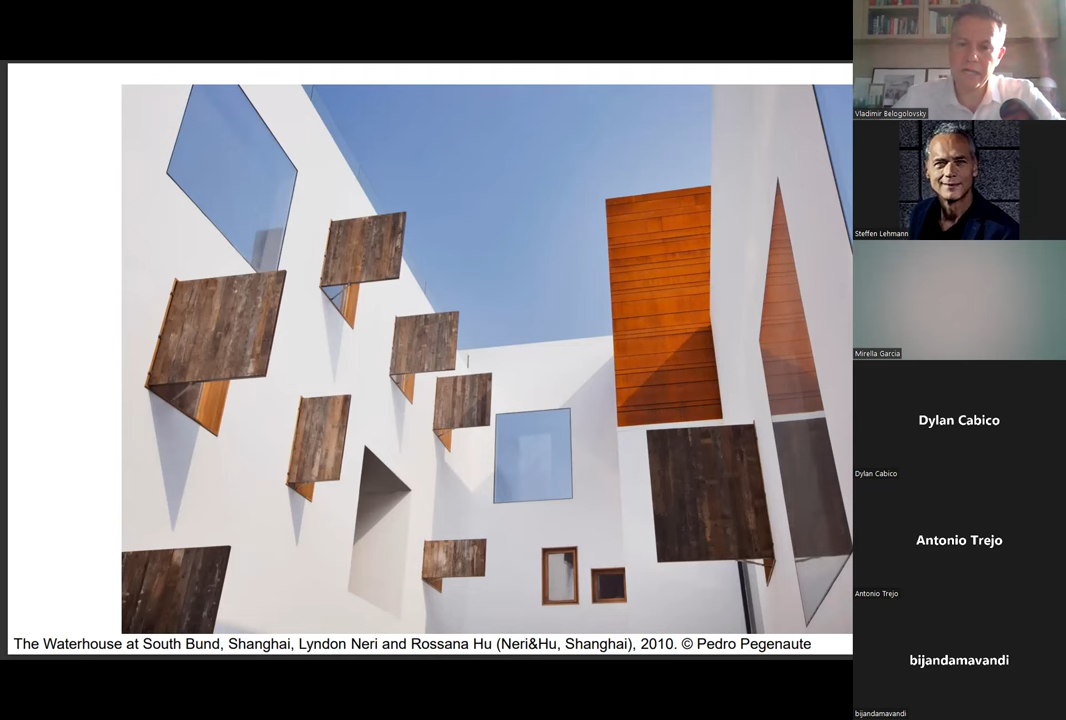 The Waterhouse at South Bund, Shanghai, Lyndon Neri and Rossana Hu (Neri&Hu, Shanghai), 2010. © Pedro Pegenaute
Vladimir Belogolovsky
Steffen Lehmann
Mirella Garcia
Dylan Cabico
Dylan Cabico
Antonio Trejo
Antonio Trejo
bijandamavandi
bijandamavandi